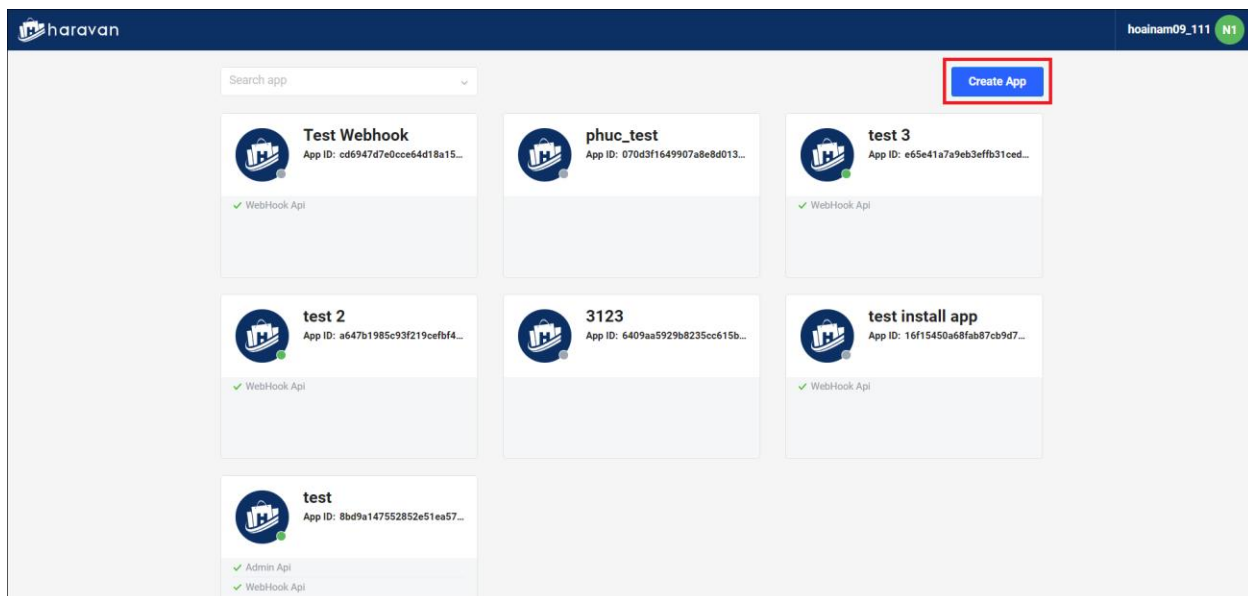 haravan
hoainam09_111 N1
Search app
Create App
Test Webhook
App ID: cd6947d7e0cce64d18a15...
WebHook Api
phuc_test
App ID: 070d3f1649907a8e8d013...
test 3
App ID: e65e41a7a9eb3effb31ced...
WebHook Api
test 2
App ID: a647b1985c93f219cefbf4...
WebHook Api
3123
App ID: 6409aa5929b8235cc615b...
test install app
App ID: 16f15450a68fab87cb9d7...
WebHook Api
test
App ID: 8bd9a147552852e51ea57...
Admin Api
WebHook Api